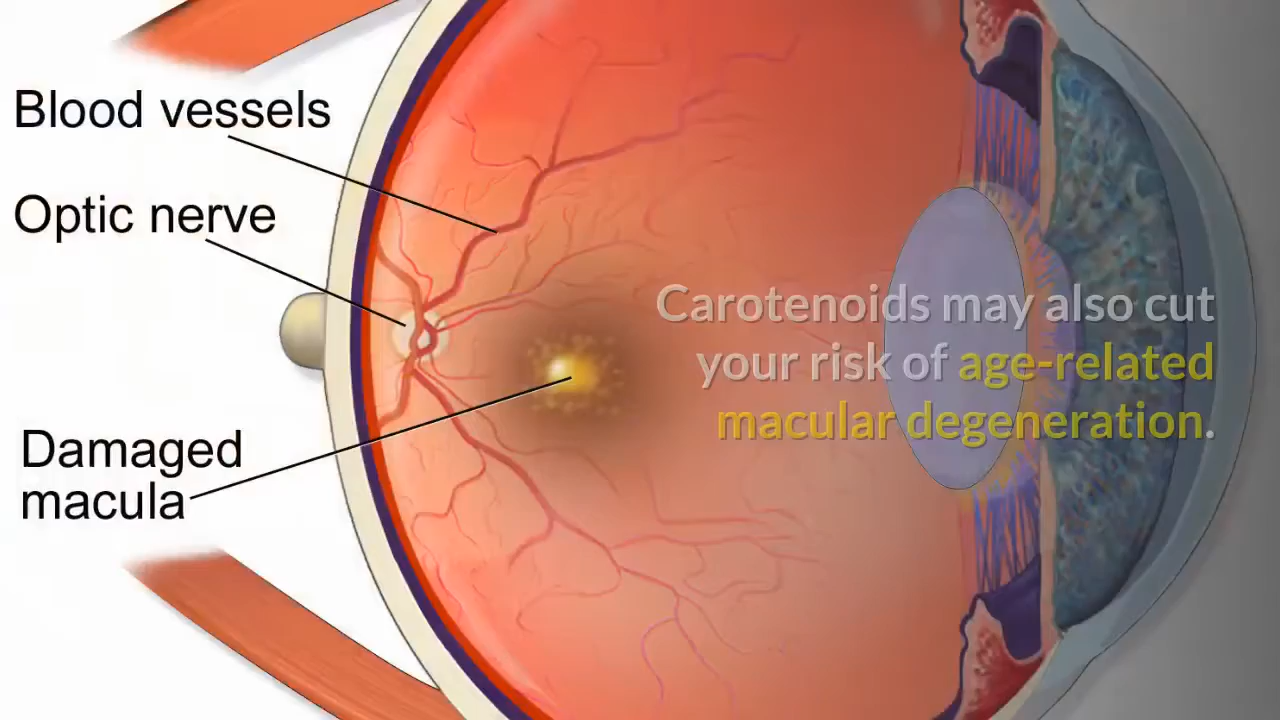 Blood vessels
Optic nerve
Damaged
macula
Carotenoids may also cut
your risk of age-related
macular degeneration.